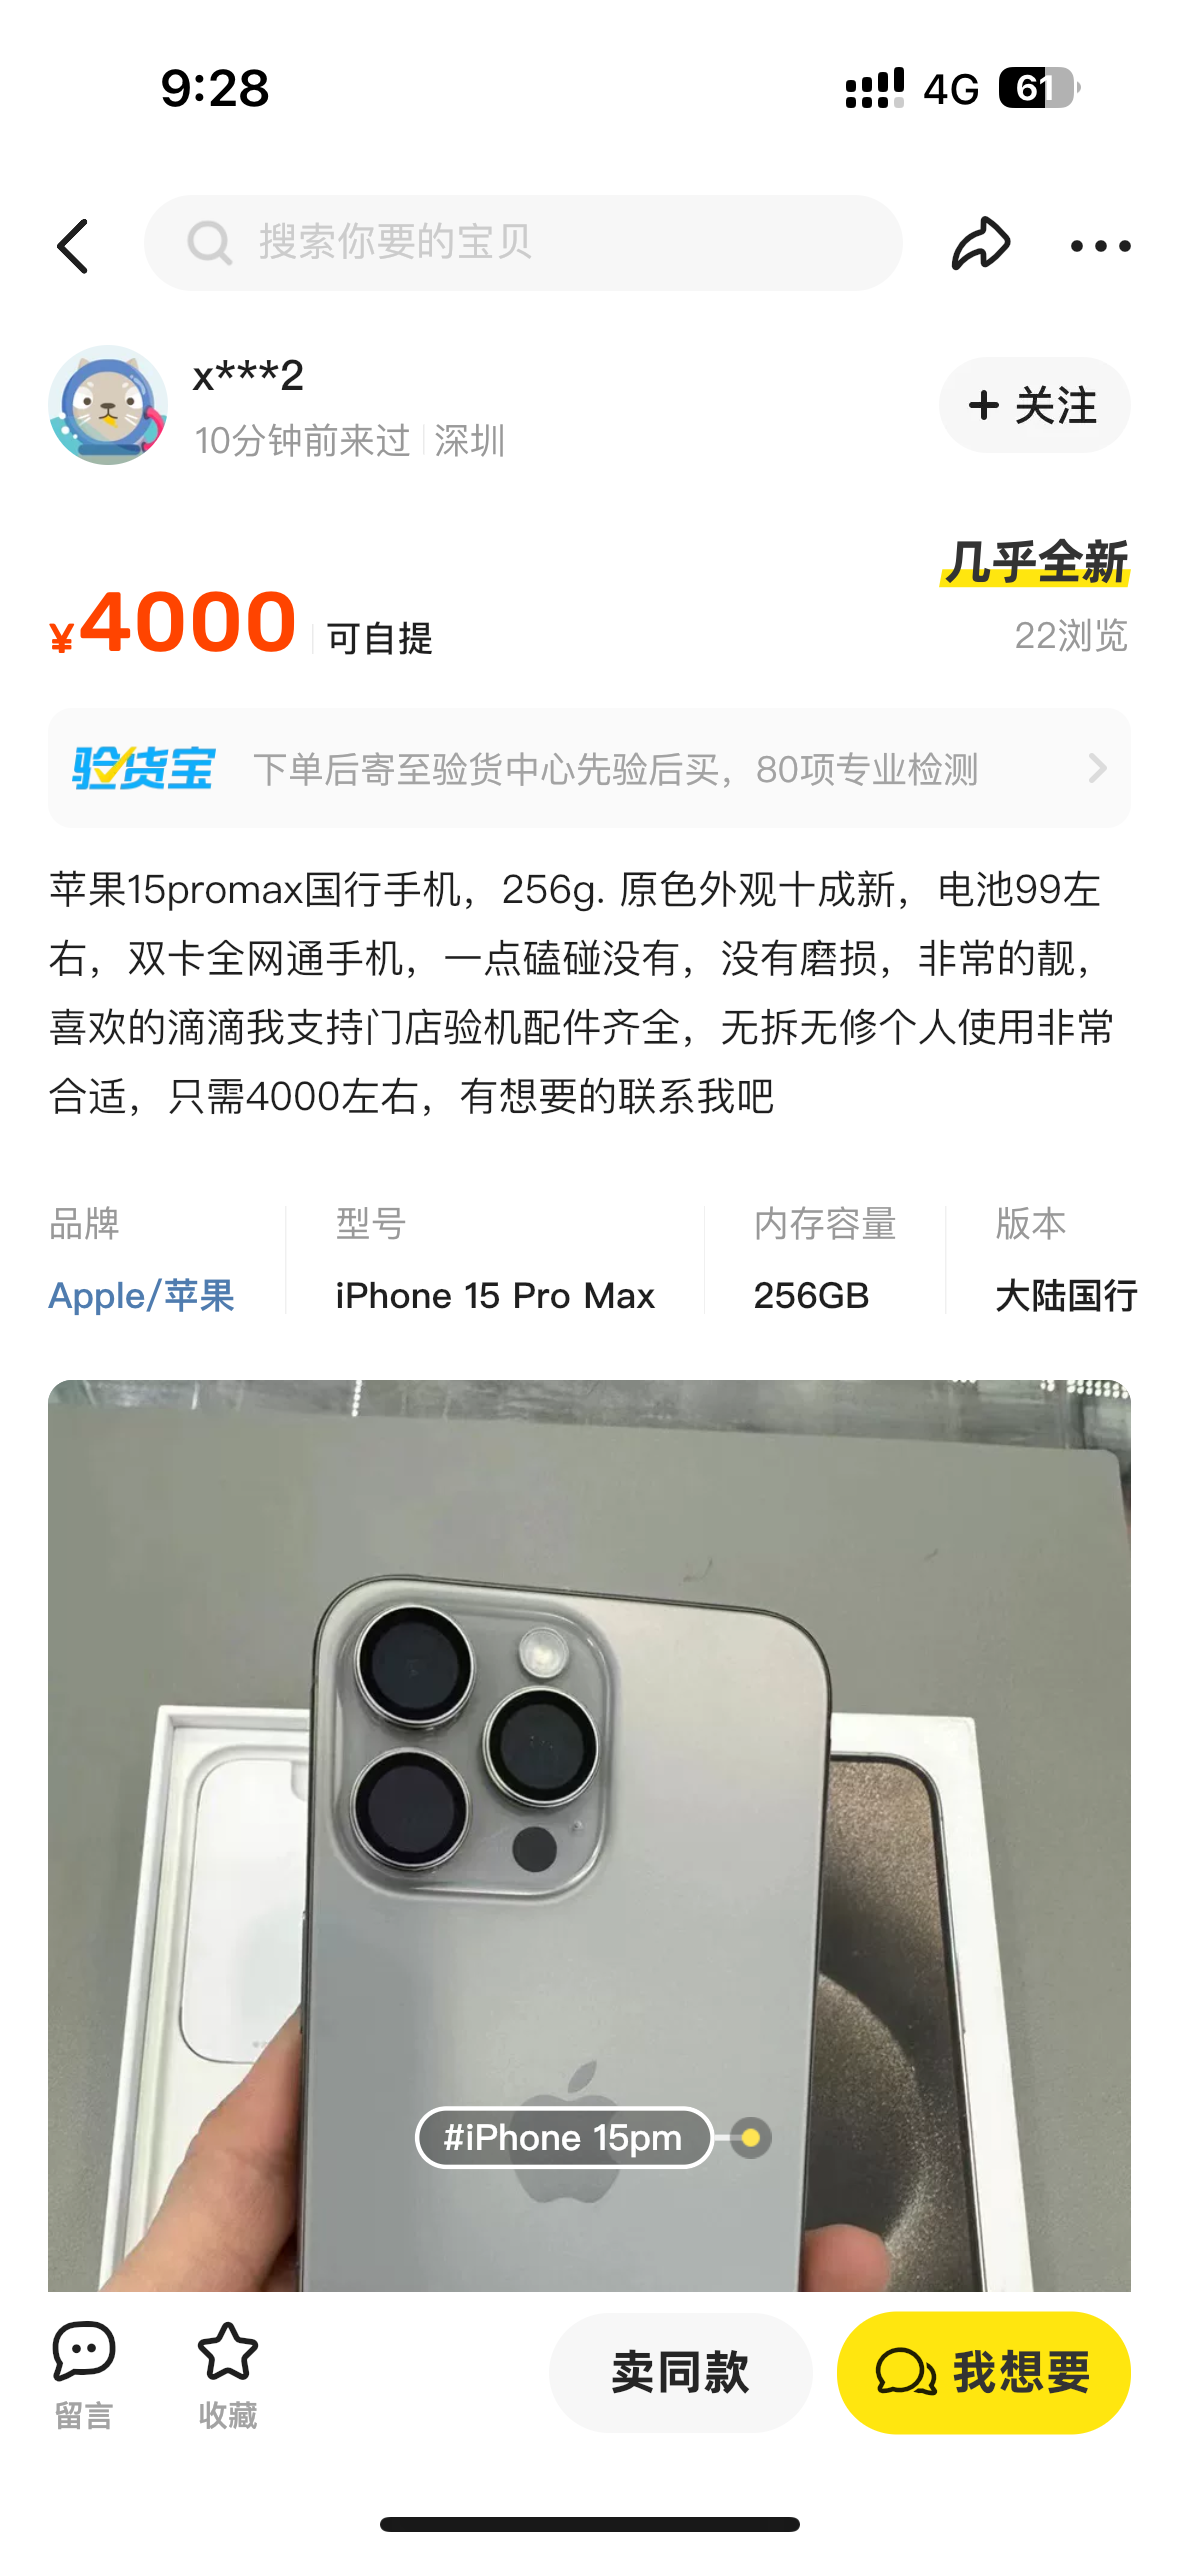 9:28
4G
61
搜索你要的宝贝
x***2
10分钟前来过
深圳
+ 关注
几乎全新
¥4000
可自提
22浏览
验货宝
下单后寄至验货中心先验后买，80项专业检测
苹果15promax国行手机，256g. 原色外观十成新，电池99左
右，双卡全网通手机，一点磕碰没有，没有磨损，非常的靓，
喜欢的滴滴我支持门店验机配件齐全，无拆无修个人使用非常
合适，只需4000左右，有想要的联系我吧
品牌
型号
内存容量
版本
Apple/苹果
iPhone 15 Pro Max
256GB
大陆国行
#iPhone 15pm
留言
收藏
卖同款
我想要